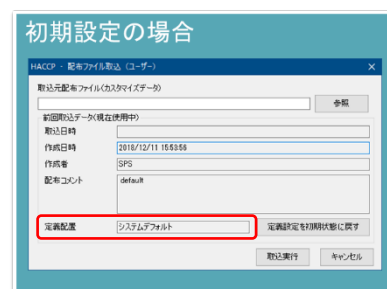 初期設定の場合
HACCP - 配布ファイル取込（ユーザー）
取込元配布ファイル(カスタマイズデータ)
参照
前回取込データ(現在使用中)
取込日時
作成日時 2018/12/11 15:53:56
作成者 SPS
配布コメント default
定義配置 システムデフォルト 定義設定を初期状態に戻す
取込実行 キャンセル